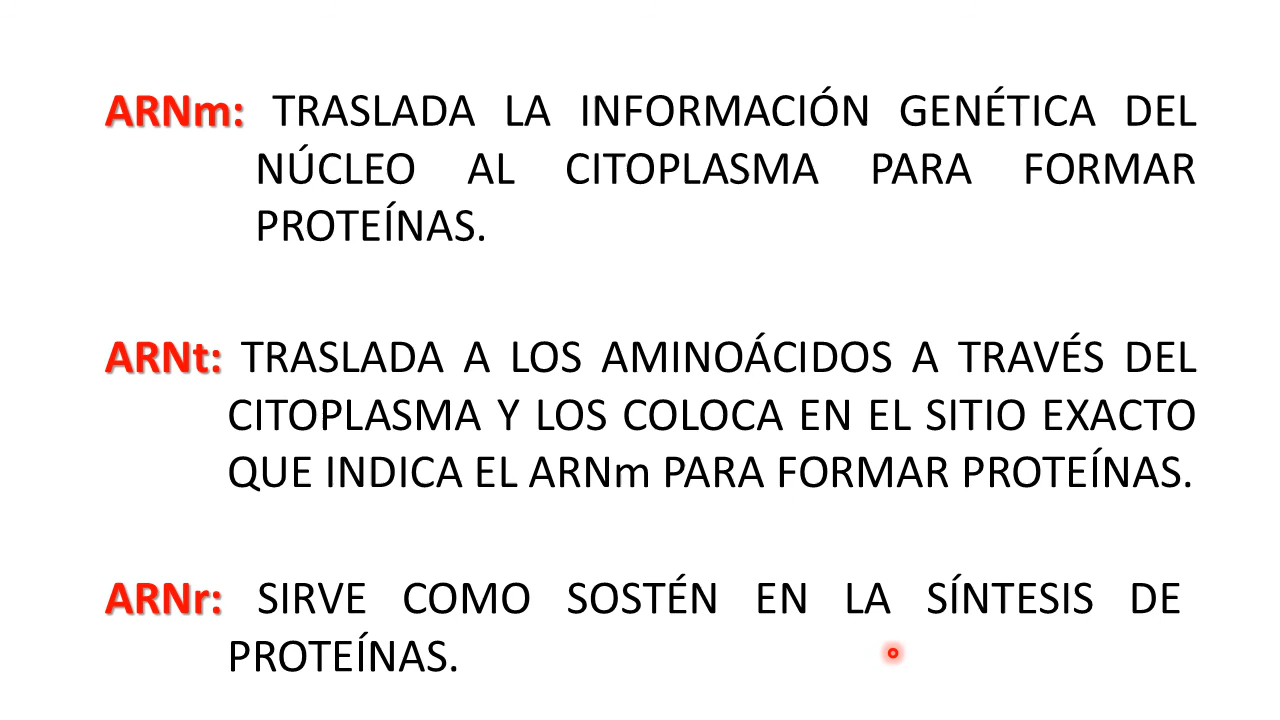 ARNm: TRASLADA LA INFORMACIÓN GENÉTICA DEL
NÚCLEO AL CITOPLASMA PARA FORMAR
PROTEÍNAS.
ARNt: TRASLADA A LOS AMINOÁCIDOS A TRAVÉS DEL
CITOPLASMA Y LOS COLOCA EN EL SITIO EXACTO
QUE INDICA EL ARNm PARA FORMAR PROTEÍNAS.
ARNr: SIRVE COMO SOSTÉN EN LA SÍNTESIS DE
PROTEÍNAS.